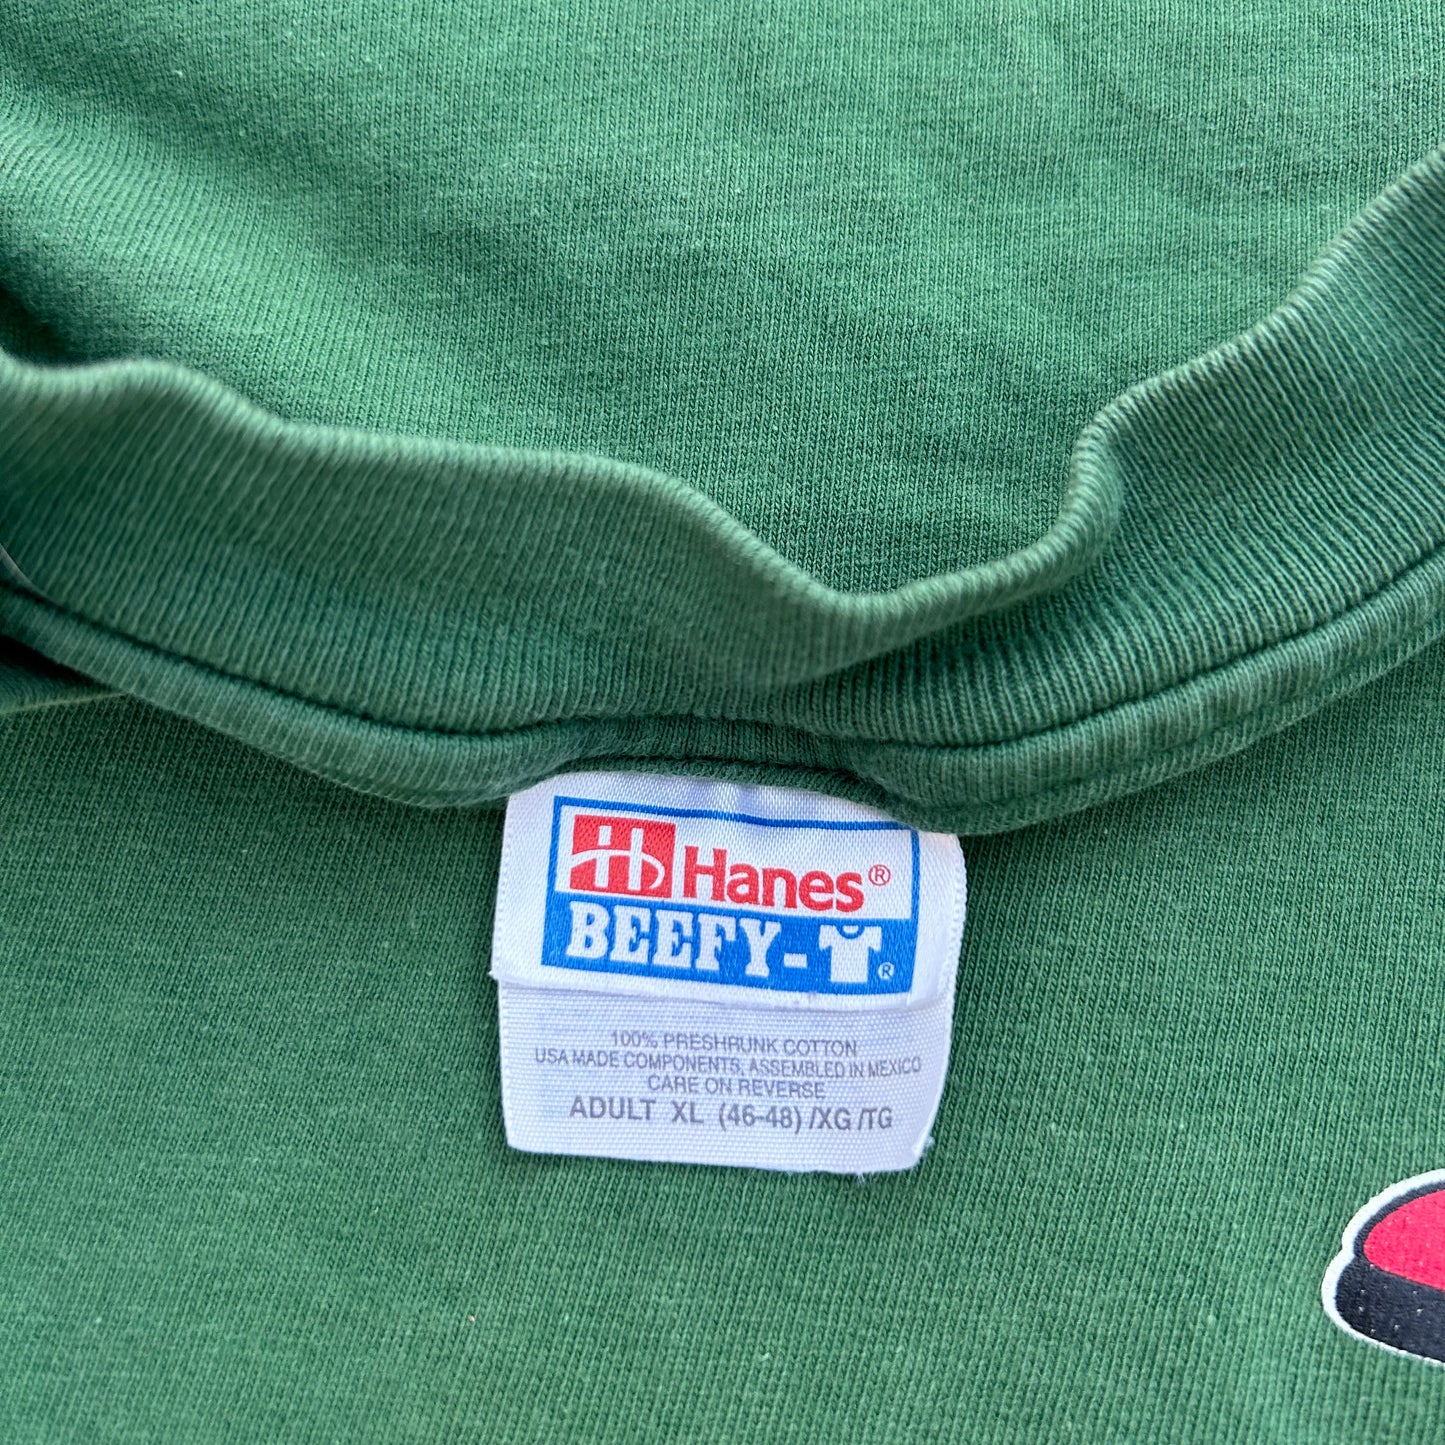 Hanes®
BEEFY-T®
100% PRESHRUNK COTTON
USA MADE COMPONENTS, ASSEMBLED IN MEXICO
CARE ON REVERSE
ADULT XL (46-48) /XG /TG